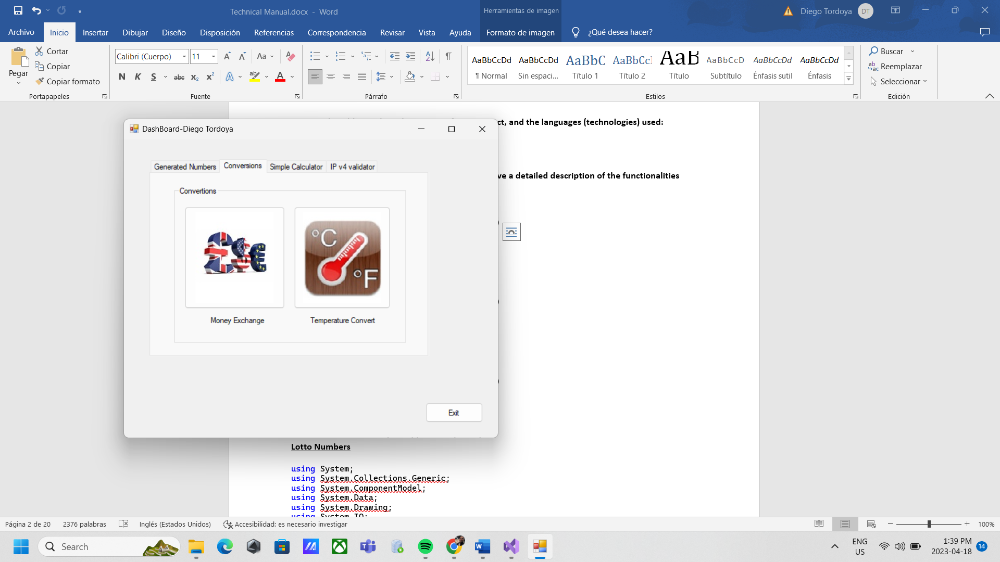 Technical Manual.docx - Word
Herramientas de imagen
Diego Tordoya
DT
Archivo Inicio Insertar Dibujar Diseño Disposición Referencias Correspondencia Revisar Vista Ayuda Formato de imagen ¿Qué desea hacer?
Pegar
Cortar
Copiar
Copiar formato
Portapapeles
Calibri (Cuerpo) 11
N K S abc x₂ x²
Fuente
Párrafo
AaBbCcDd AaBbCcDd AaBbC AaBbCcl AaB AaBbCcD AaBbCcDd AaBbCcDd
¶ Normal Sin espaci... Título 1 Título 2 Título Subtítulo Énfasis sutil Énfasis
Estilos
Buscar
Reemplazar
Seleccionar
Edición
ct, and the languages (technologies) used:
ve a detailed description of the functionalities
DashBoard-Diego Tordoya
Generated Numbers Conversions Simple Calculator IP v4 validator
Convertions
°C
°F
Money Exchange Temperature Convert
Exit
Lotto Numbers
using System;
using System.Collections.Generic;
using System.ComponentModel;
using System.Data;
using System.Drawing;
using System.IO;
Página 2 de 20 2376 palabras Inglés (Estados Unidos) Accesibilidad: es necesario investigar 100%
Search
ENG
US
1:39 PM
2023-04-18
14